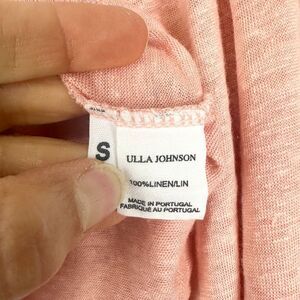 S
ULLA JOHNSON
100%LINEN/LIN
MADE IN PORTUGAL
FABRIQUÉ AU PORTUGAL